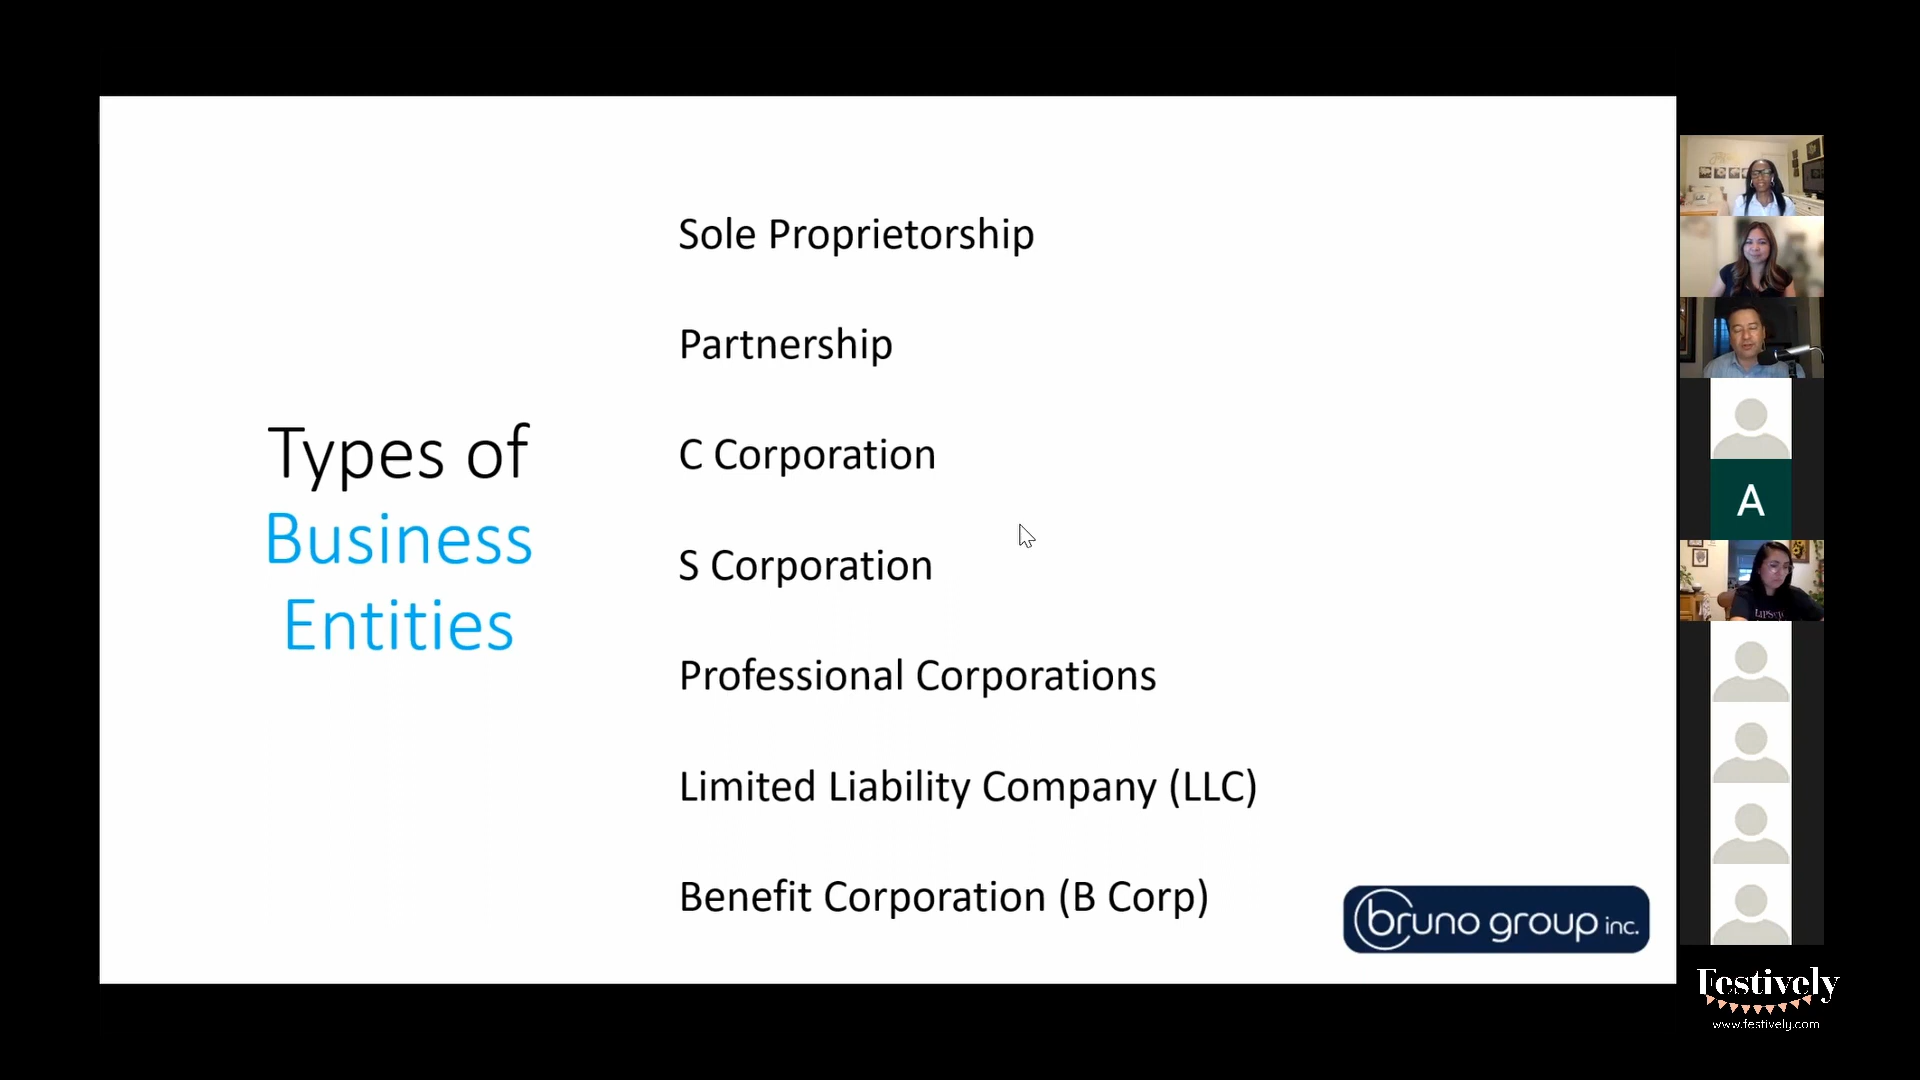 Types of
Business
Entities
Sole Proprietorship
Partnership
C Corporation
S Corporation
Professional Corporations
Limited Liability Company (LLC)
Benefit Corporation (B Corp)
bruno group inc.
A
Festively
www.festively.com